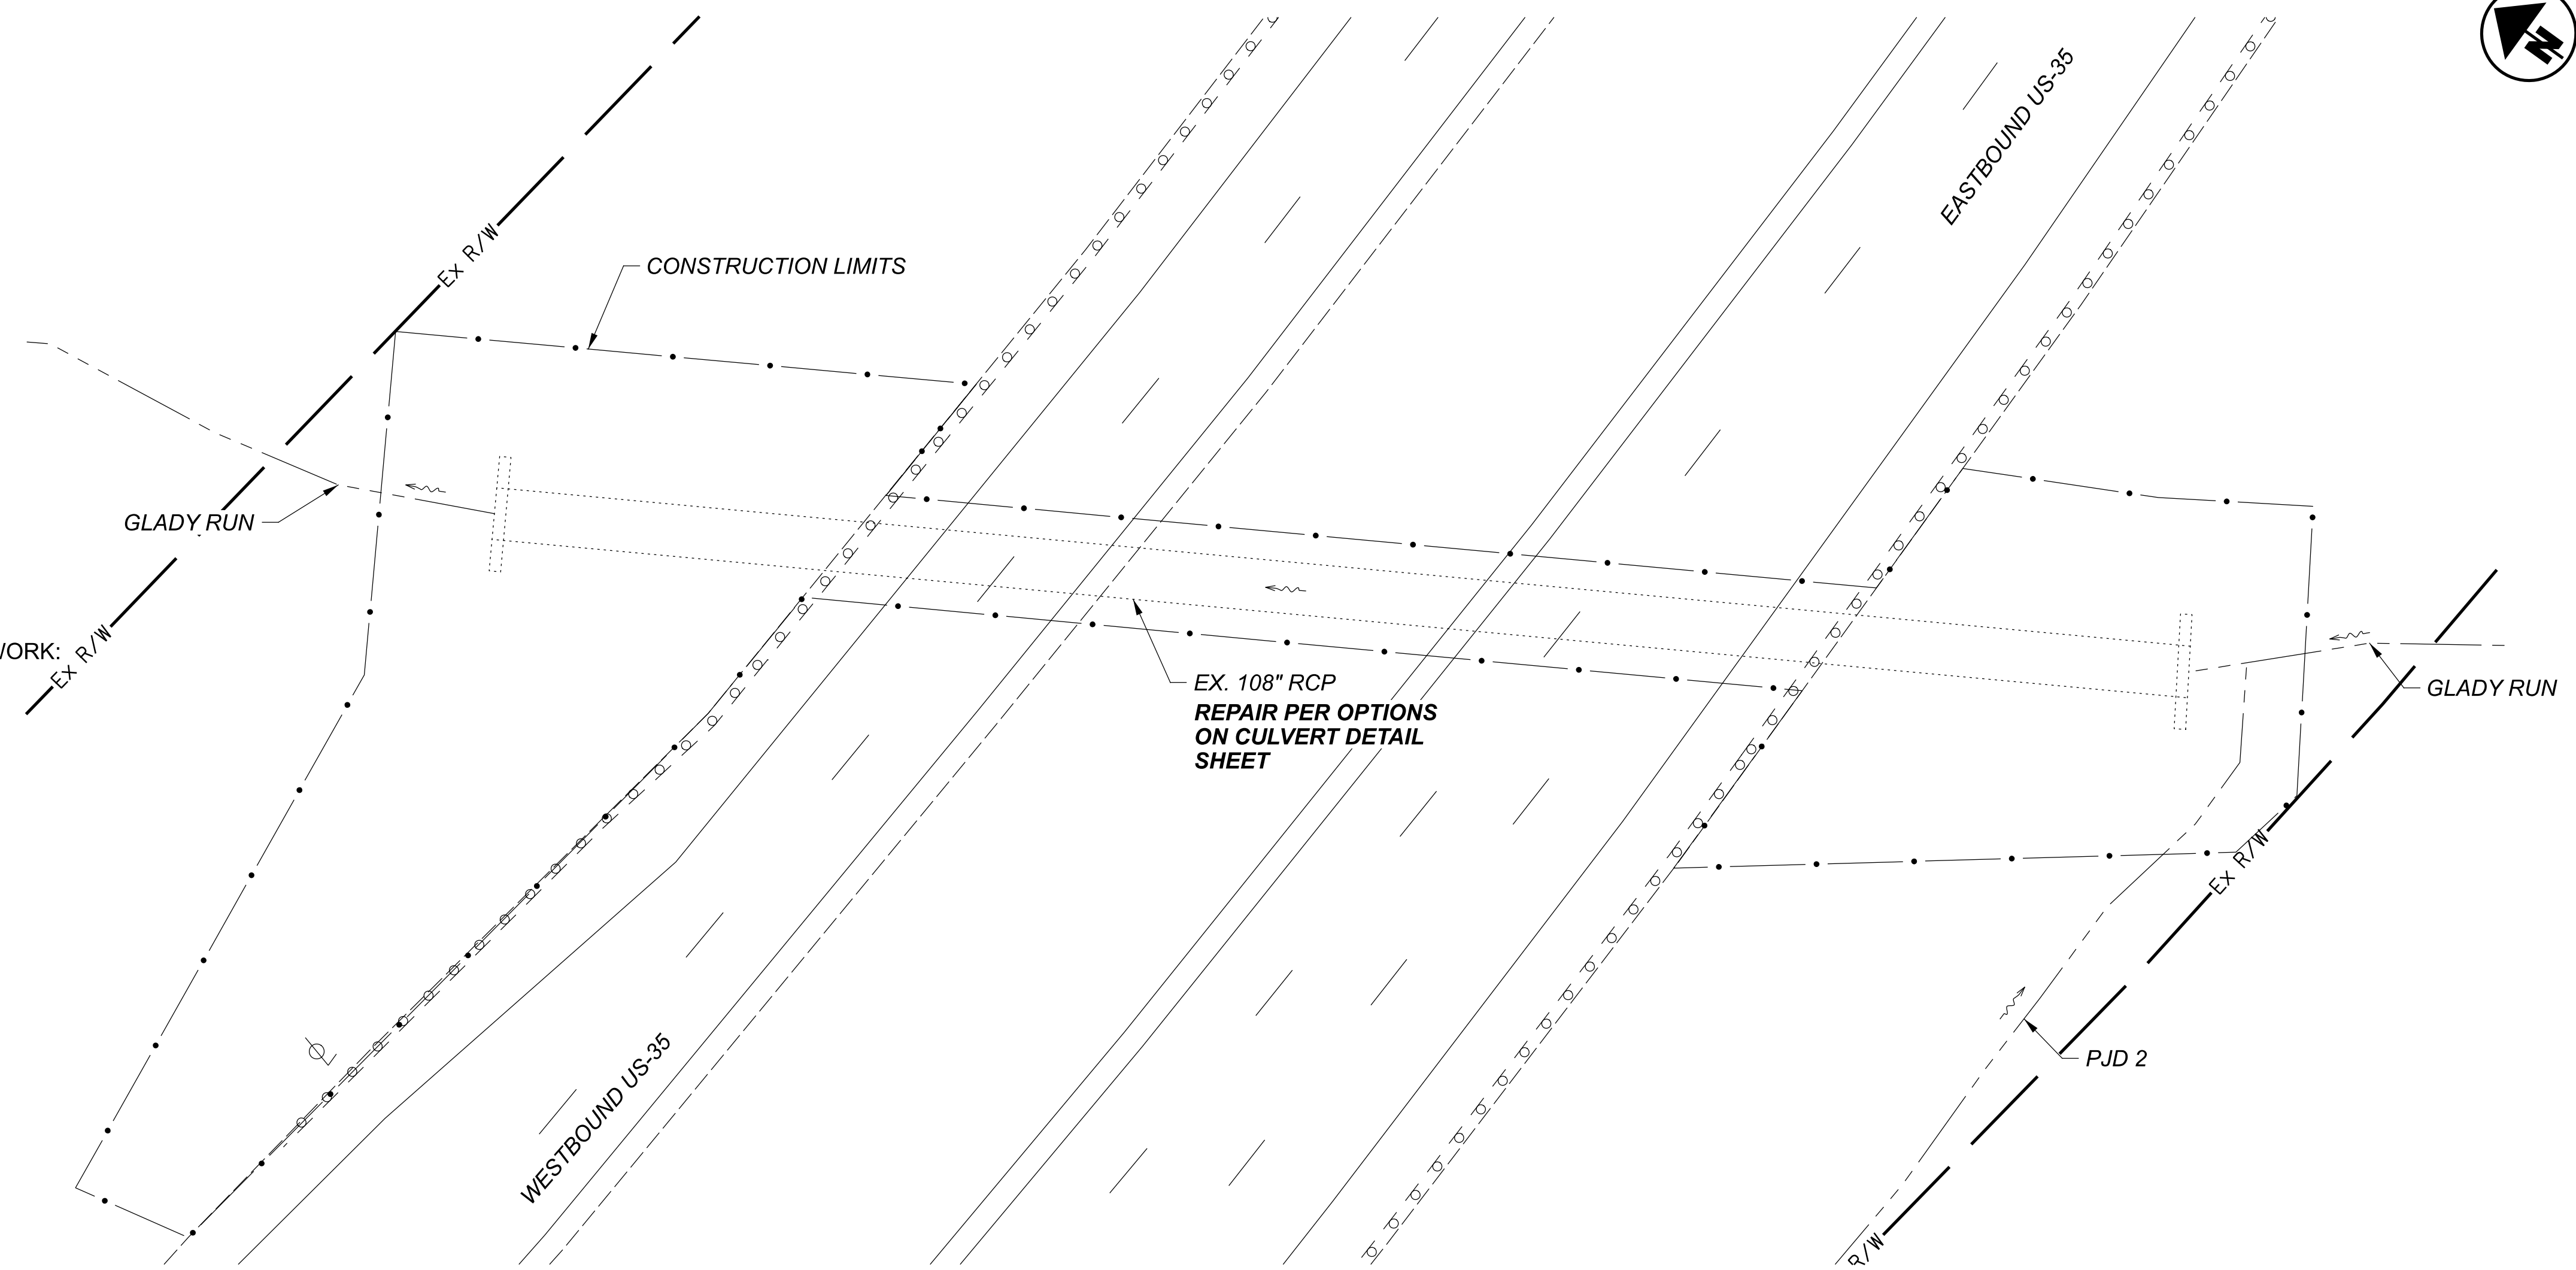 N
EASTBOUND US-35
Ex R/W
CONSTRUCTION LIMITS
GLADY RUN
WORK:
Ex R/W
EX. 108" RCP
REPAIR PER OPTIONS
ON CULVERT DETAIL
SHEET
GLADY RUN
Ex R/W
PJD 2
WESTBOUND US-35
R/W